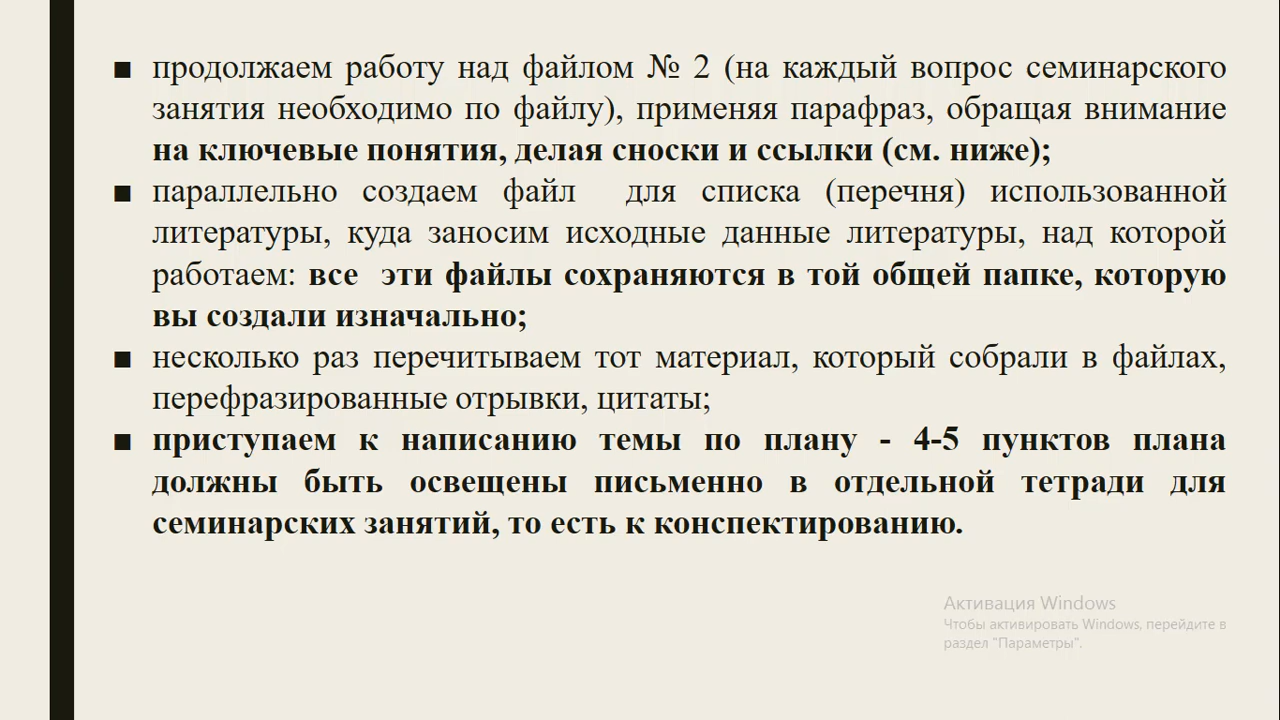 ■ продолжаем работу над файлом № 2 (на каждый вопрос семинарского
занятия необходимо по файлу), применяя парафраз, обращая внимание
на ключевые понятия, делая сноски и ссылки (см. ниже);
■ параллельно создаем файл для списка (перечня) использованной
литературы, куда заносим исходные данные литературы, над которой
работаем: все эти файлы сохраняются в той общей папке, которую
вы создали изначально;
■ несколько раз перечитываем тот материал, который собрали в файлах,
перефразированные отрывки, цитаты;
■ приступаем к написанию темы по плану - 4-5 пунктов плана
должны быть освещены письменно в отдельной тетради для
семинарских занятий, то есть к конспектированию.
Активация Windows
Чтобы активировать Windows, перейдите в
раздел "Параметры".